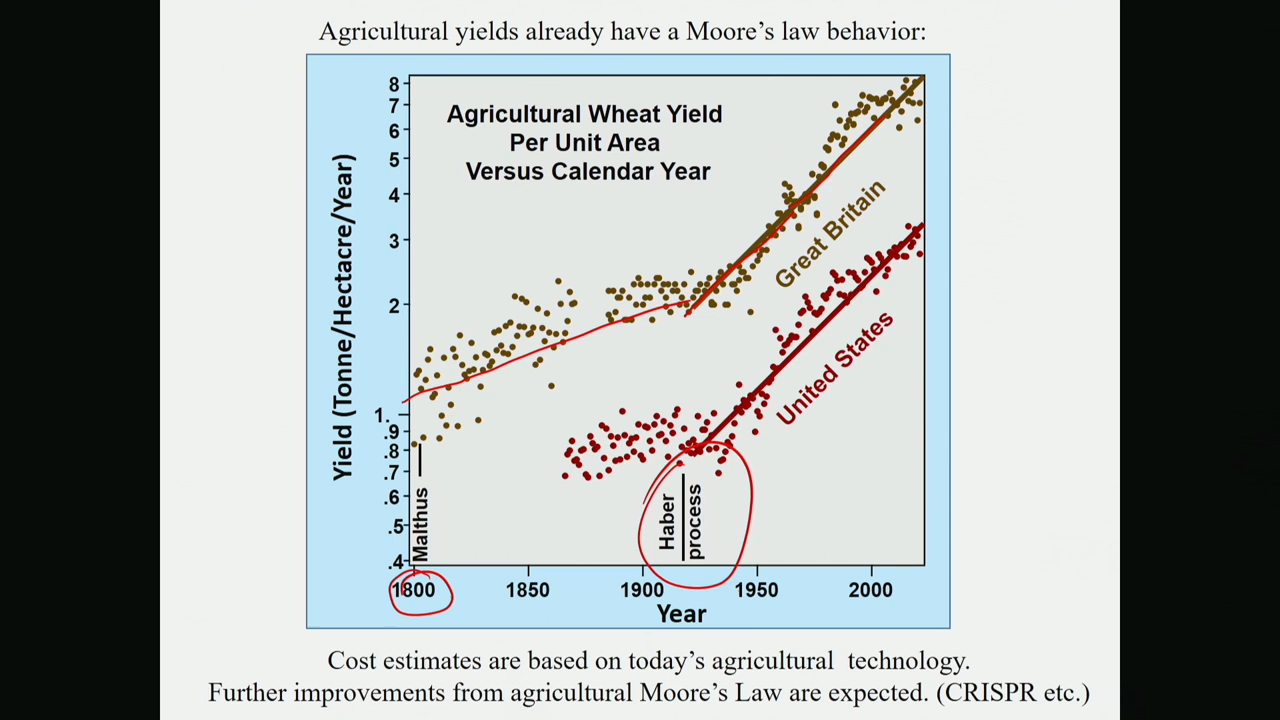 Agricultural yields already have a Moore's law behavior:
Agricultural Wheat Yield
Per Unit Area
Versus Calendar Year
Yield (Tonne/Hectacre/Year)
8
7
6
5
4
3
2
1.
.9
.8
.7
.6
.5
.4
Great Britain
United States
Malthus
Haber
process
1800
1850
1900
1950
2000
Year
Cost estimates are based on today's agricultural technology.
Further improvements from agricultural Moore's Law are expected. (CRISPR etc.)